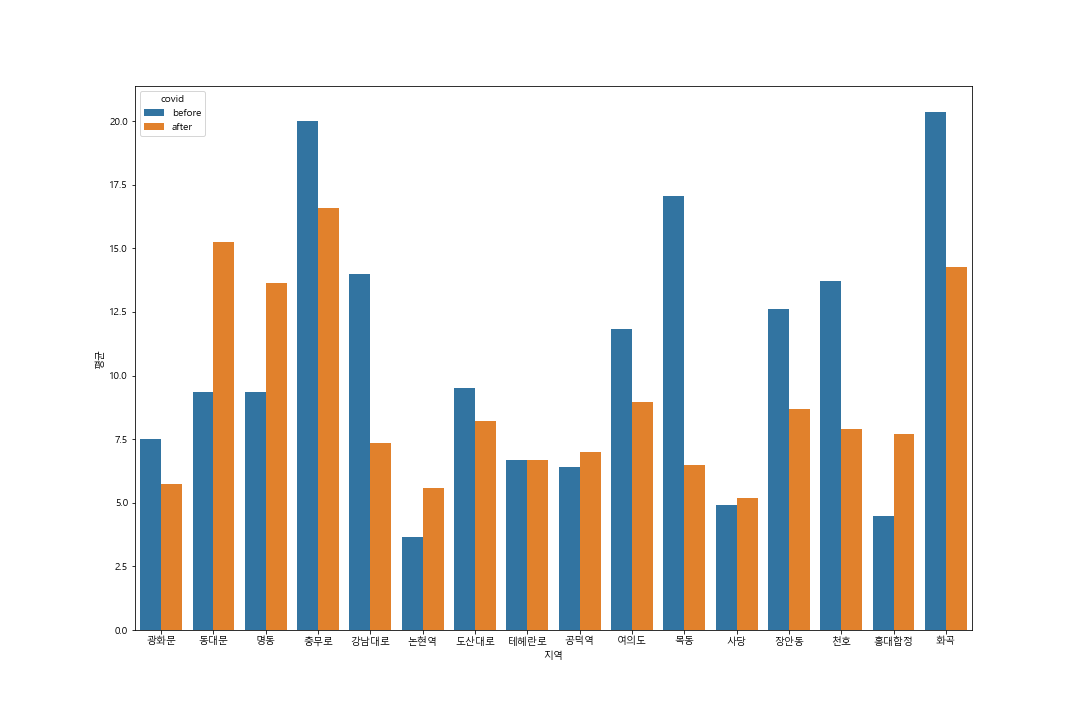 covid
before
after
20.0
17.5
15.0
12.5
10.0
7.5
5.0
2.5
0.0
평균
광화문 동대문 명동 충무로 강남대로 논현역 도산대로 테헤란로 공덕역 여의도 목동 사당 장안동 천호 홍대합정 화곡
지역